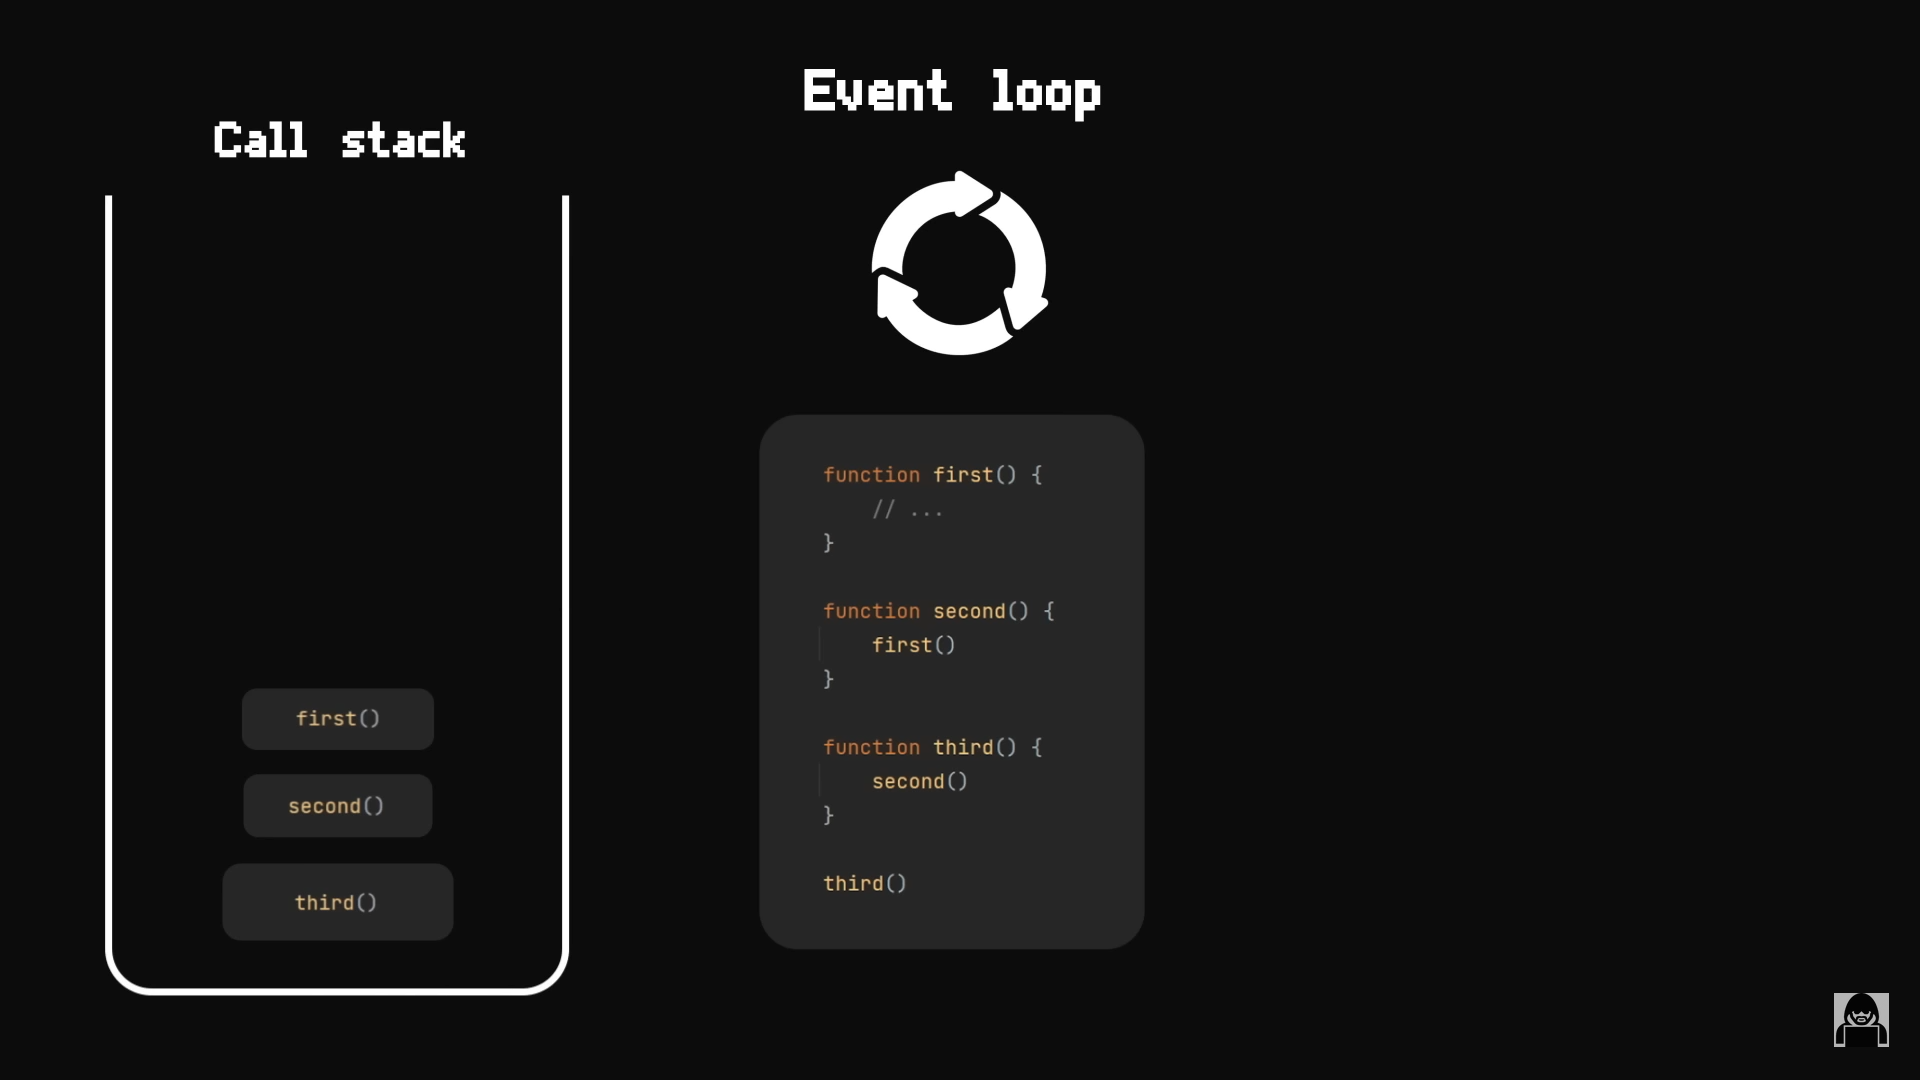 Call stack
first()
second()
third()
Event loop
function first() {
    // ...
}
function second() {
    first()
}
function third() {
    second()
}
third()